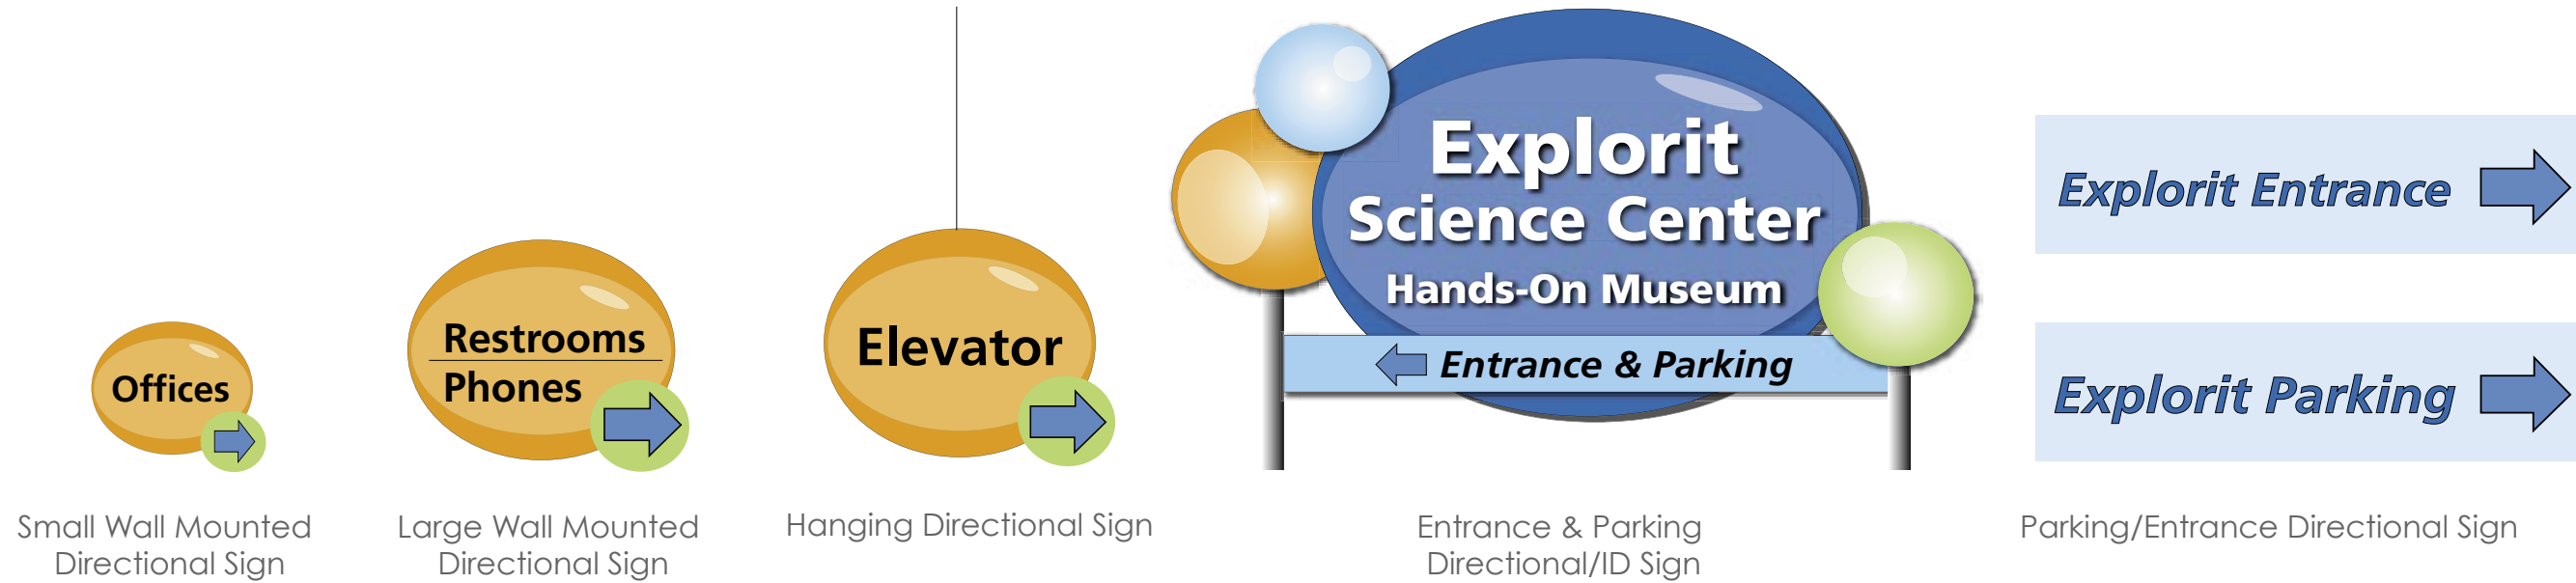 Offices
Restrooms
Phones
Elevator
Explorit
Science Center
Hands-On Museum
Entrance & Parking
Explorit Entrance
Explorit Parking
Small Wall Mounted
Directional Sign
Large Wall Mounted
Directional Sign
Hanging Directional Sign
Entrance & Parking
Directional/ID Sign
Parking/Entrance Directional Sign